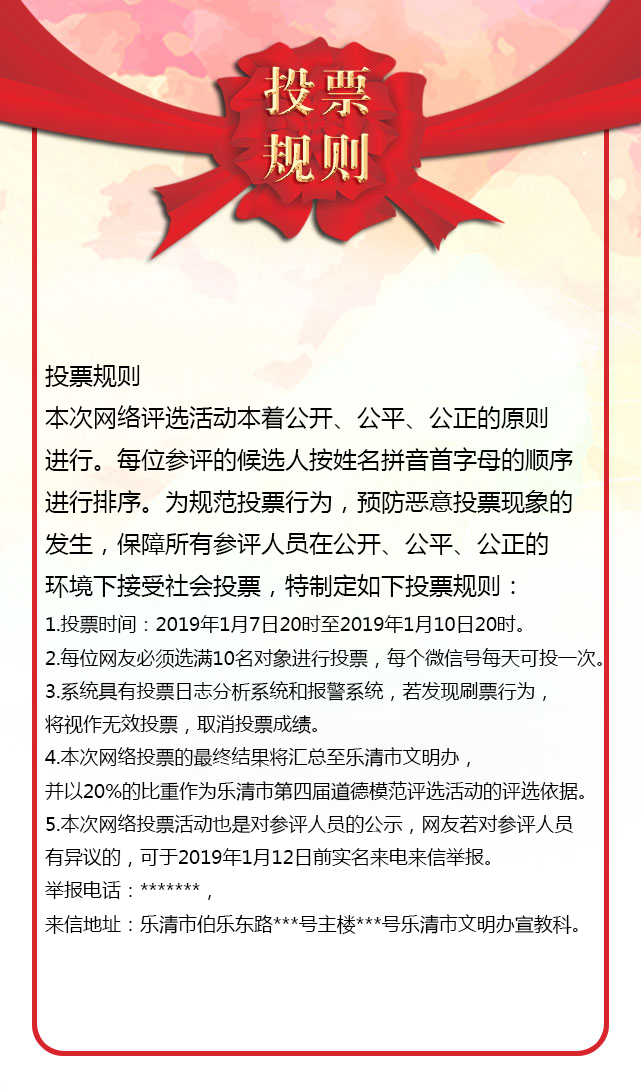 投票
规则
投票规则
本次网络评选活动本着公开、公平、公正的原则
进行。每位参评的候选人按姓名拼音首字母的顺序
进行排序。为规范投票行为，预防恶意投票现象的
发生，保障所有参评人员在公开、公平、公正的
环境下接受社会投票，特制定如下投票规则：
1.投票时间：2019年1月7日20时至2019年1月10日20时。
2.每位网友必须选满10名对象进行投票，每个微信号每天可投一次。
3.系统具有投票日志分析系统和报警系统，若发现刷票行为，
将视作无效投票，取消投票成绩。
4.本次网络投票的最终结果将汇总至乐清市文明办，
并以20%的比重作为乐清市第四届道德模范评选活动的评选依据。
5.本次网络投票活动也是对参评人员的公示，网友若对参评人员
有异议的，可于2019年1月12日前实名来电来信举报。
举报电话：*******，
来信地址：乐清市伯乐东路***号主楼***号乐清市文明办宣教科。